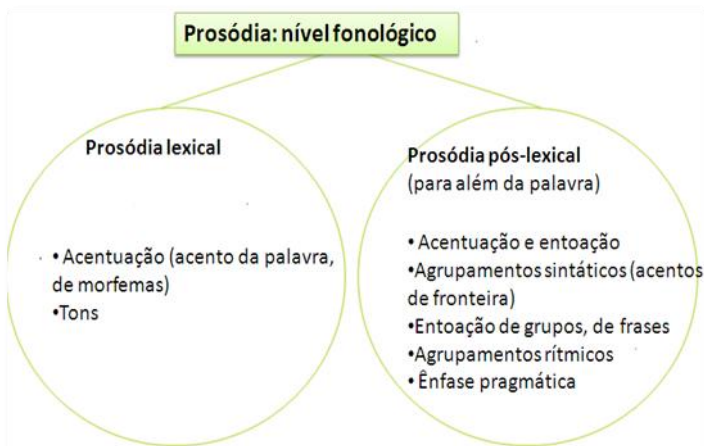 Prosódia: nível fonológico
Prosódia lexical
•Acentuação (acento da palavra,
de morfemas)
•Tons
Prosódia pós-lexical
(para além da palavra)
•Acentuação e entoação
•Agrupamentos sintáticos (acentos
de fronteira)
•Entoação de grupos, de frases
•Agrupamentos rítmicos
•Ênfase pragmática